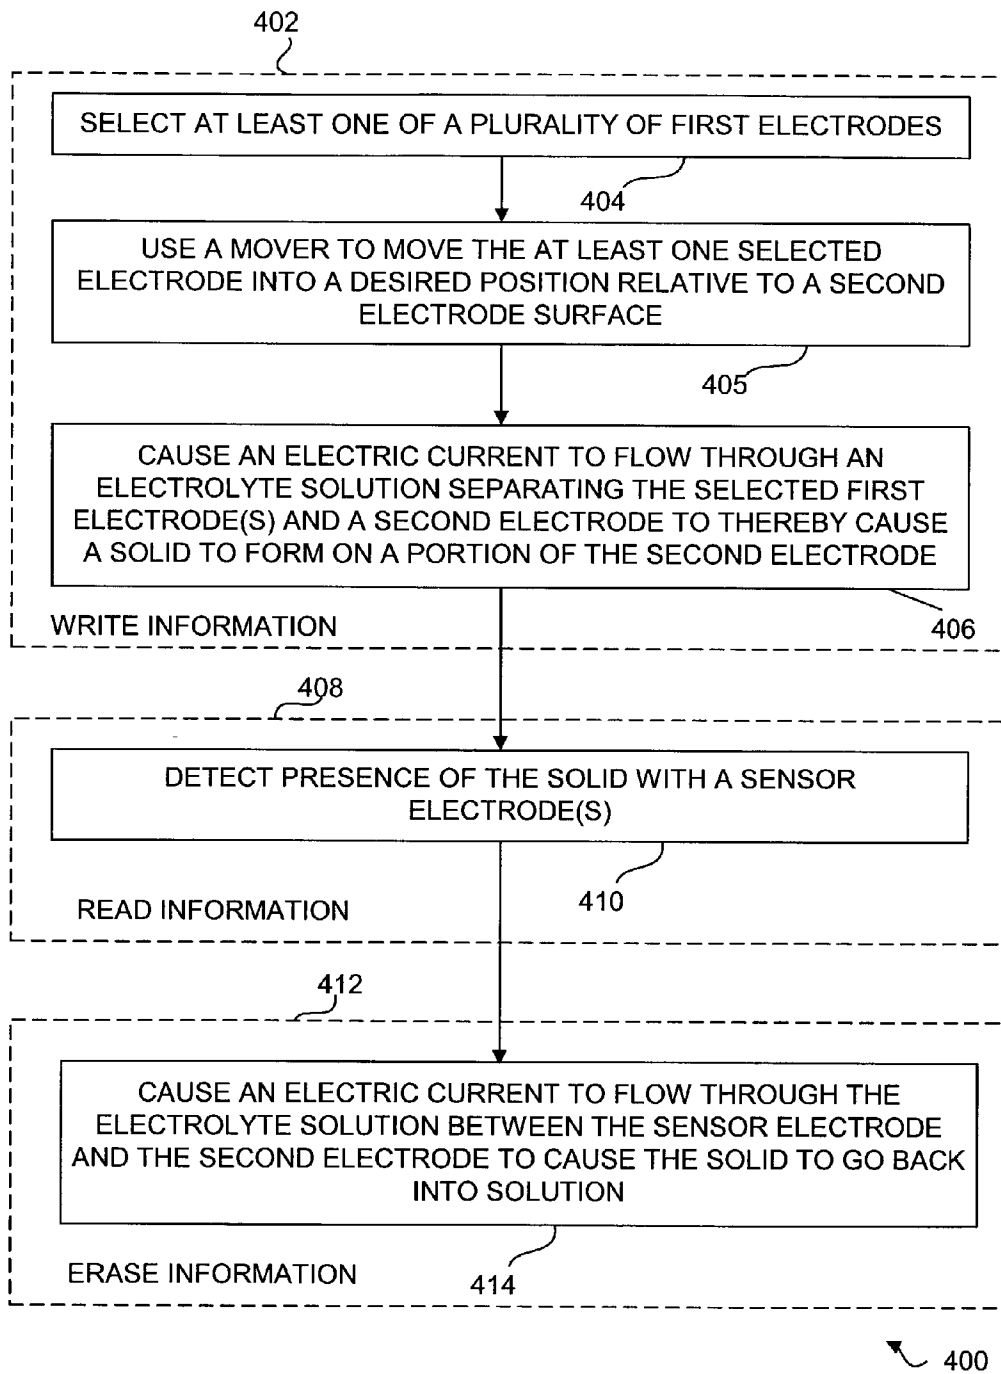 402
SELECT AT LEAST ONE OF A PLURALITY OF FIRST ELECTRODES
404
USE A MOVER TO MOVE THE AT LEAST ONE SELECTED
ELECTRODE INTO A DESIRED POSITION RELATIVE TO A SECOND
ELECTRODE SURFACE
405
CAUSE AN ELECTRIC CURRENT TO FLOW THROUGH AN
ELECTROLYTE SOLUTION SEPARATING THE SELECTED FIRST
ELECTRODE(S) AND A SECOND ELECTRODE TO THEREBY CAUSE
A SOLID TO FORM ON A PORTION OF THE SECOND ELECTRODE
WRITE INFORMATION
406
408
DETECT PRESENCE OF THE SOLID WITH A SENSOR
ELECTRODE(S)
410
READ INFORMATION
412
CAUSE AN ELECTRIC CURRENT TO FLOW THROUGH THE
ELECTROLYTE SOLUTION BETWEEN THE SENSOR ELECTRODE
AND THE SECOND ELECTRODE TO CAUSE THE SOLID TO GO BACK
INTO SOLUTION
ERASE INFORMATION
414
400